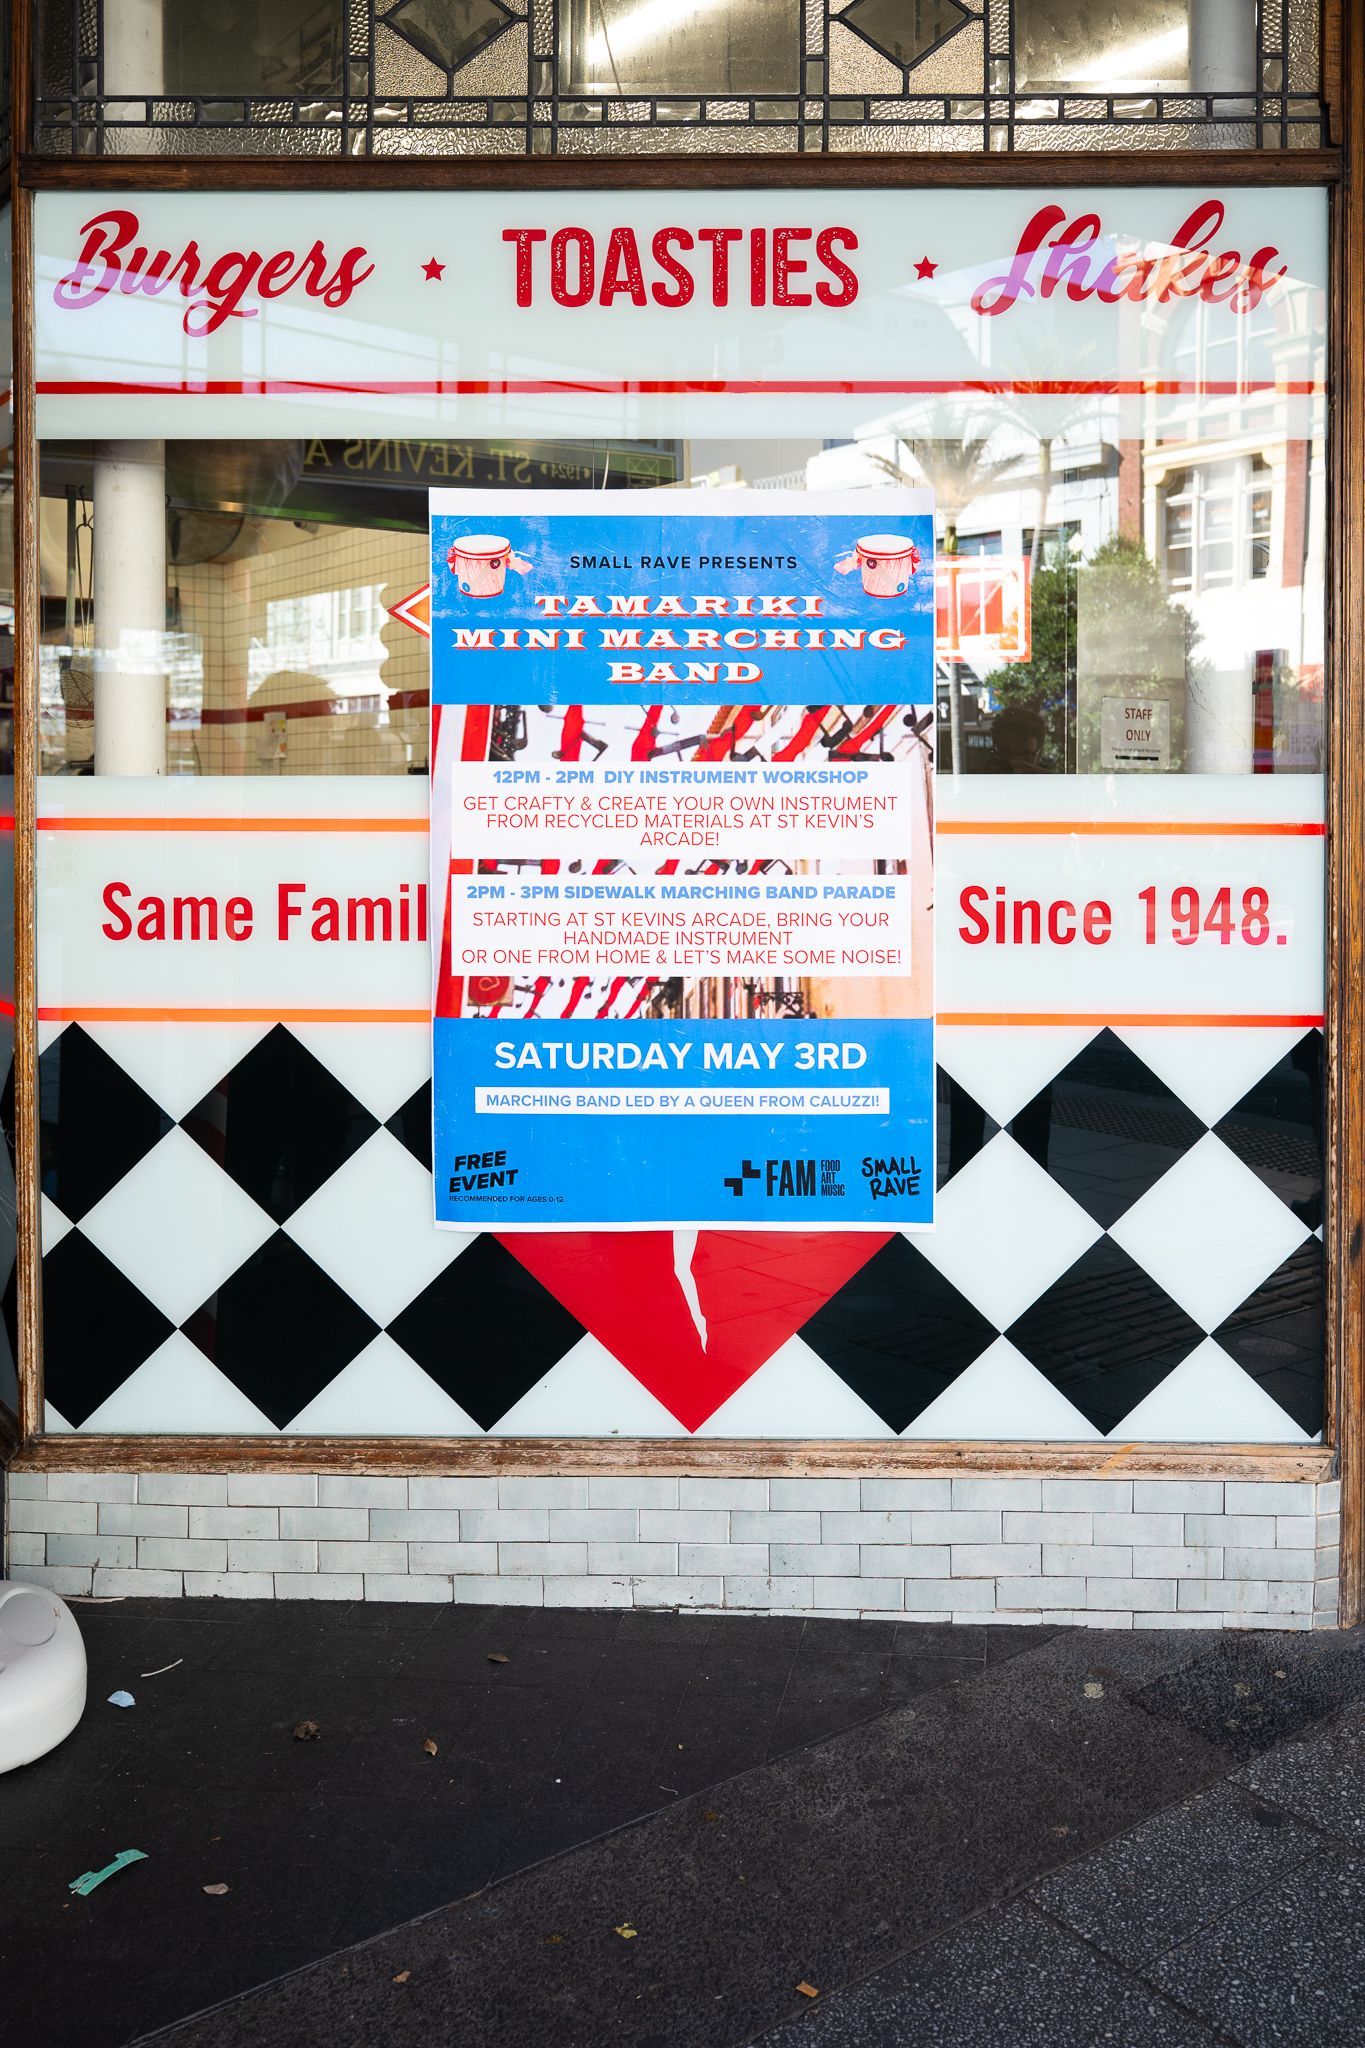 Burgers ★ TOASTIES ★ Shakes
ST. KEVINS A
1924
SMALL RAVE PRESENTS
TAMARIKI
MINI MARCHING
BAND
STAFF
ONLY
12PM - 2PM DIY INSTRUMENT WORKSHOP
GET CRAFTY & CREATE YOUR OWN INSTRUMENT
FROM RECYCLED MATERIALS AT ST KEVIN'S
ARCADE!
2PM - 3PM SIDEWALK MARCHING BAND PARADE
STARTING AT ST KEVINS ARCADE, BRING YOUR
HANDMADE INSTRUMENT
OR ONE FROM HOME & LET'S MAKE SOME NOISE!
Same Famil
Since 1948.
SATURDAY MAY 3RD
MARCHING BAND LED BY A QUEEN FROM CALUZZI!
FREE
EVENT
RECOMMENDED FOR AGES 0-12
FAM FOOD
ART
MUSIC
SMALL
RAVE